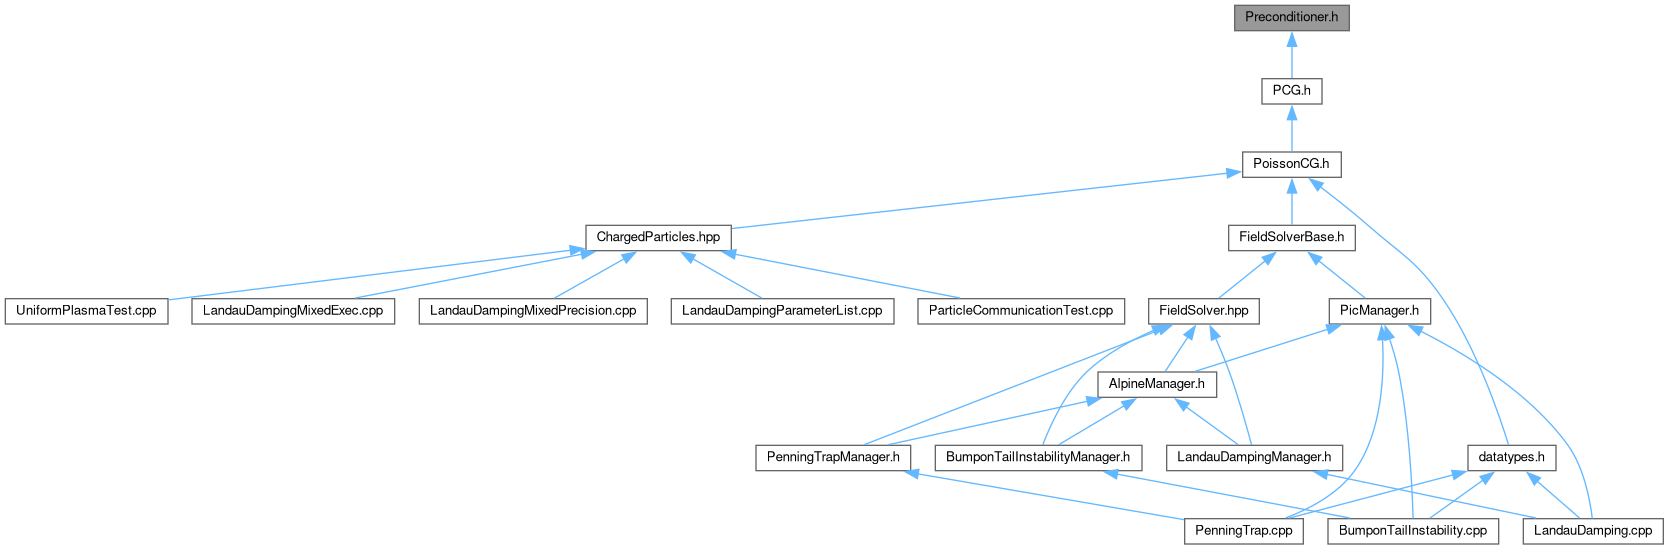 Preconditioner.h
PCG.h
PoissonCG.h
ChargedParticles.hpp
FieldSolverBase.h
UniformPlasmaTest.cpp
LandauDampingMixedExec.cpp
LandauDampingMixedPrecision.cpp
LandauDampingParameterList.cpp
ParticleCommunicationTest.cpp
FieldSolver.hpp
PicManager.h
AlpineManager.h
PenningTrapManager.h
BumponTailInstabilityManager.h
LandauDampingManager.h
datatypes.h
PenningTrap.cpp
BumponTailInstability.cpp
LandauDamping.cpp